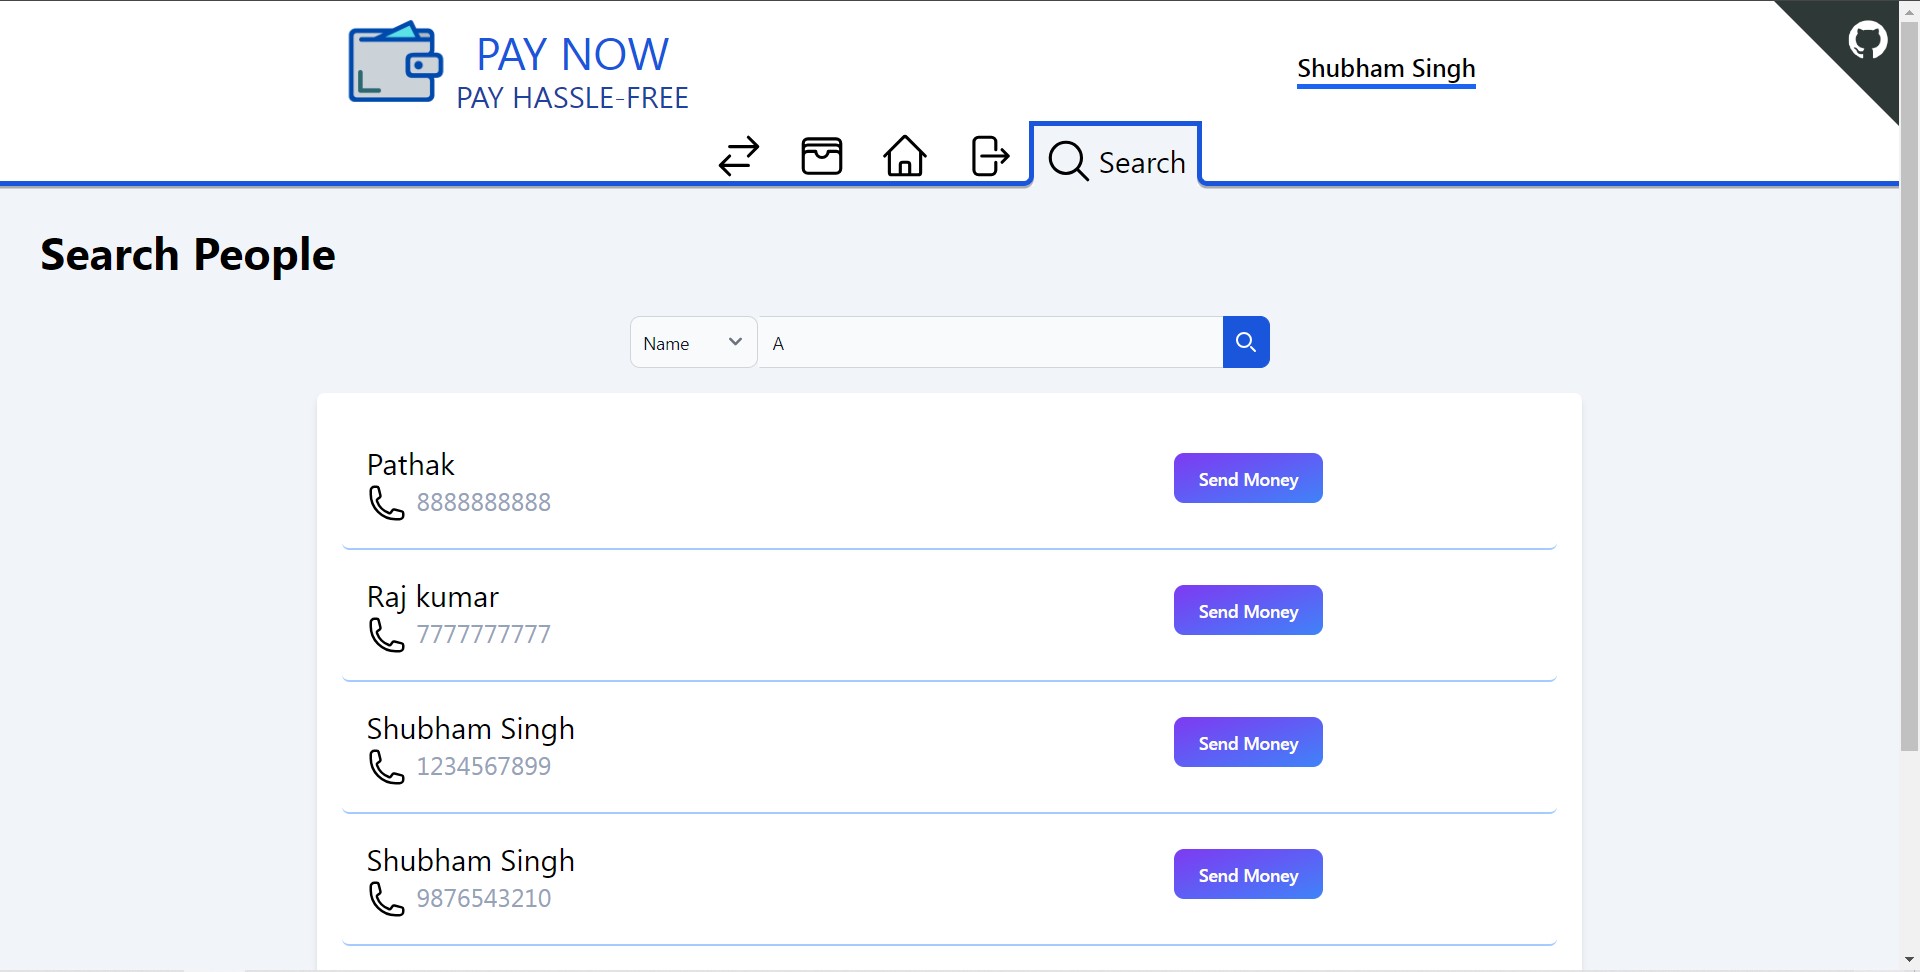 PAY NOW
PAY HASSLE-FREE
Shubham Singh
Search
Search People
Name
A
Pathak
8888888888
Send Money
Raj kumar
7777777777
Send Money
Shubham Singh
1234567899
Send Money
Shubham Singh
9876543210
Send Money